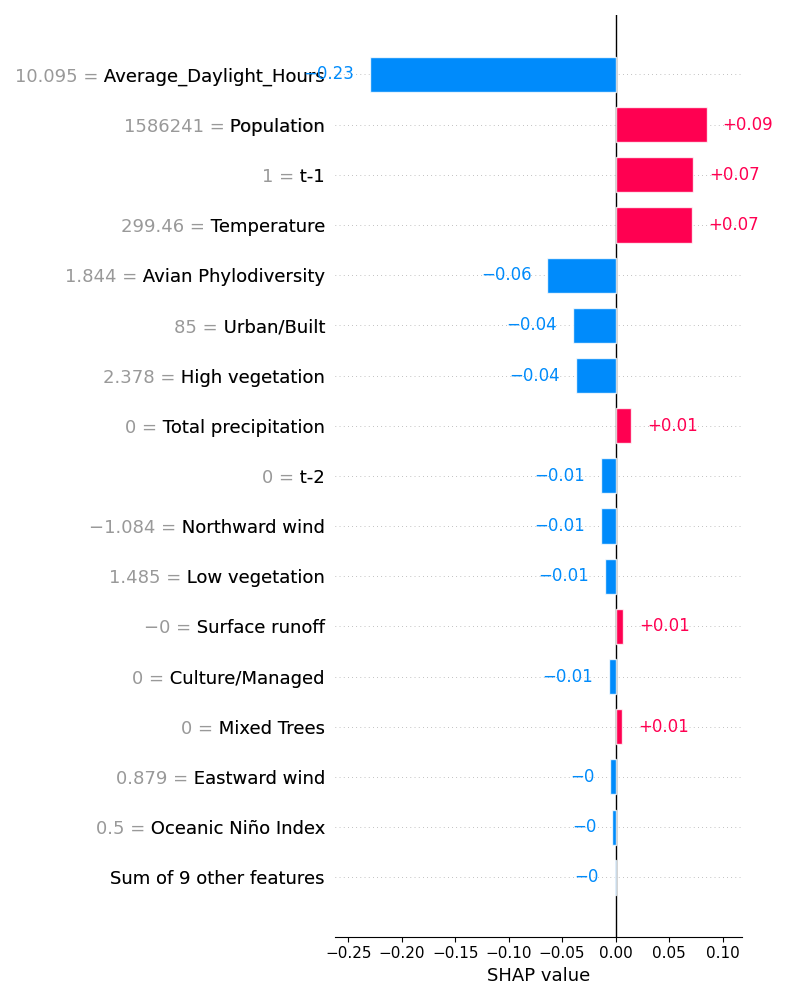 10.095 = Average_Daylight_Hours −0.23
1586241 = Population +0.09
1 = t-1 +0.07
299.46 = Temperature +0.07
1.844 = Avian Phylodiversity −0.06
85 = Urban/Built −0.04
2.378 = High vegetation −0.04
0 = Total precipitation +0.01
0 = t-2 −0.01
−1.084 = Northward wind −0.01
1.485 = Low vegetation −0.01
−0 = Surface runoff +0.01
0 = Culture/Managed −0.01
0 = Mixed Trees +0.01
0.879 = Eastward wind −0
0.5 = Oceanic Niño Index −0
Sum of 9 other features −0
−0.25 −0.20 −0.15 −0.10 −0.05 0.00 0.05 0.10
SHAP value